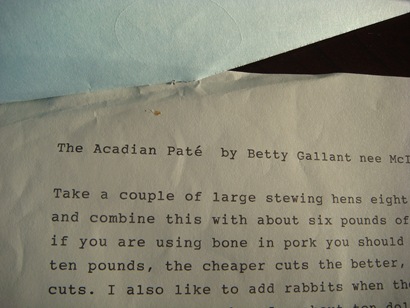 The Acadian Paté by Betty Gallant nee
Take a couple of large stewing hens eight
and combine this with about six pounds of
if you are using bone in pork you should
ten pounds, the cheaper cuts the better,
cuts. I also like to add rabbits when